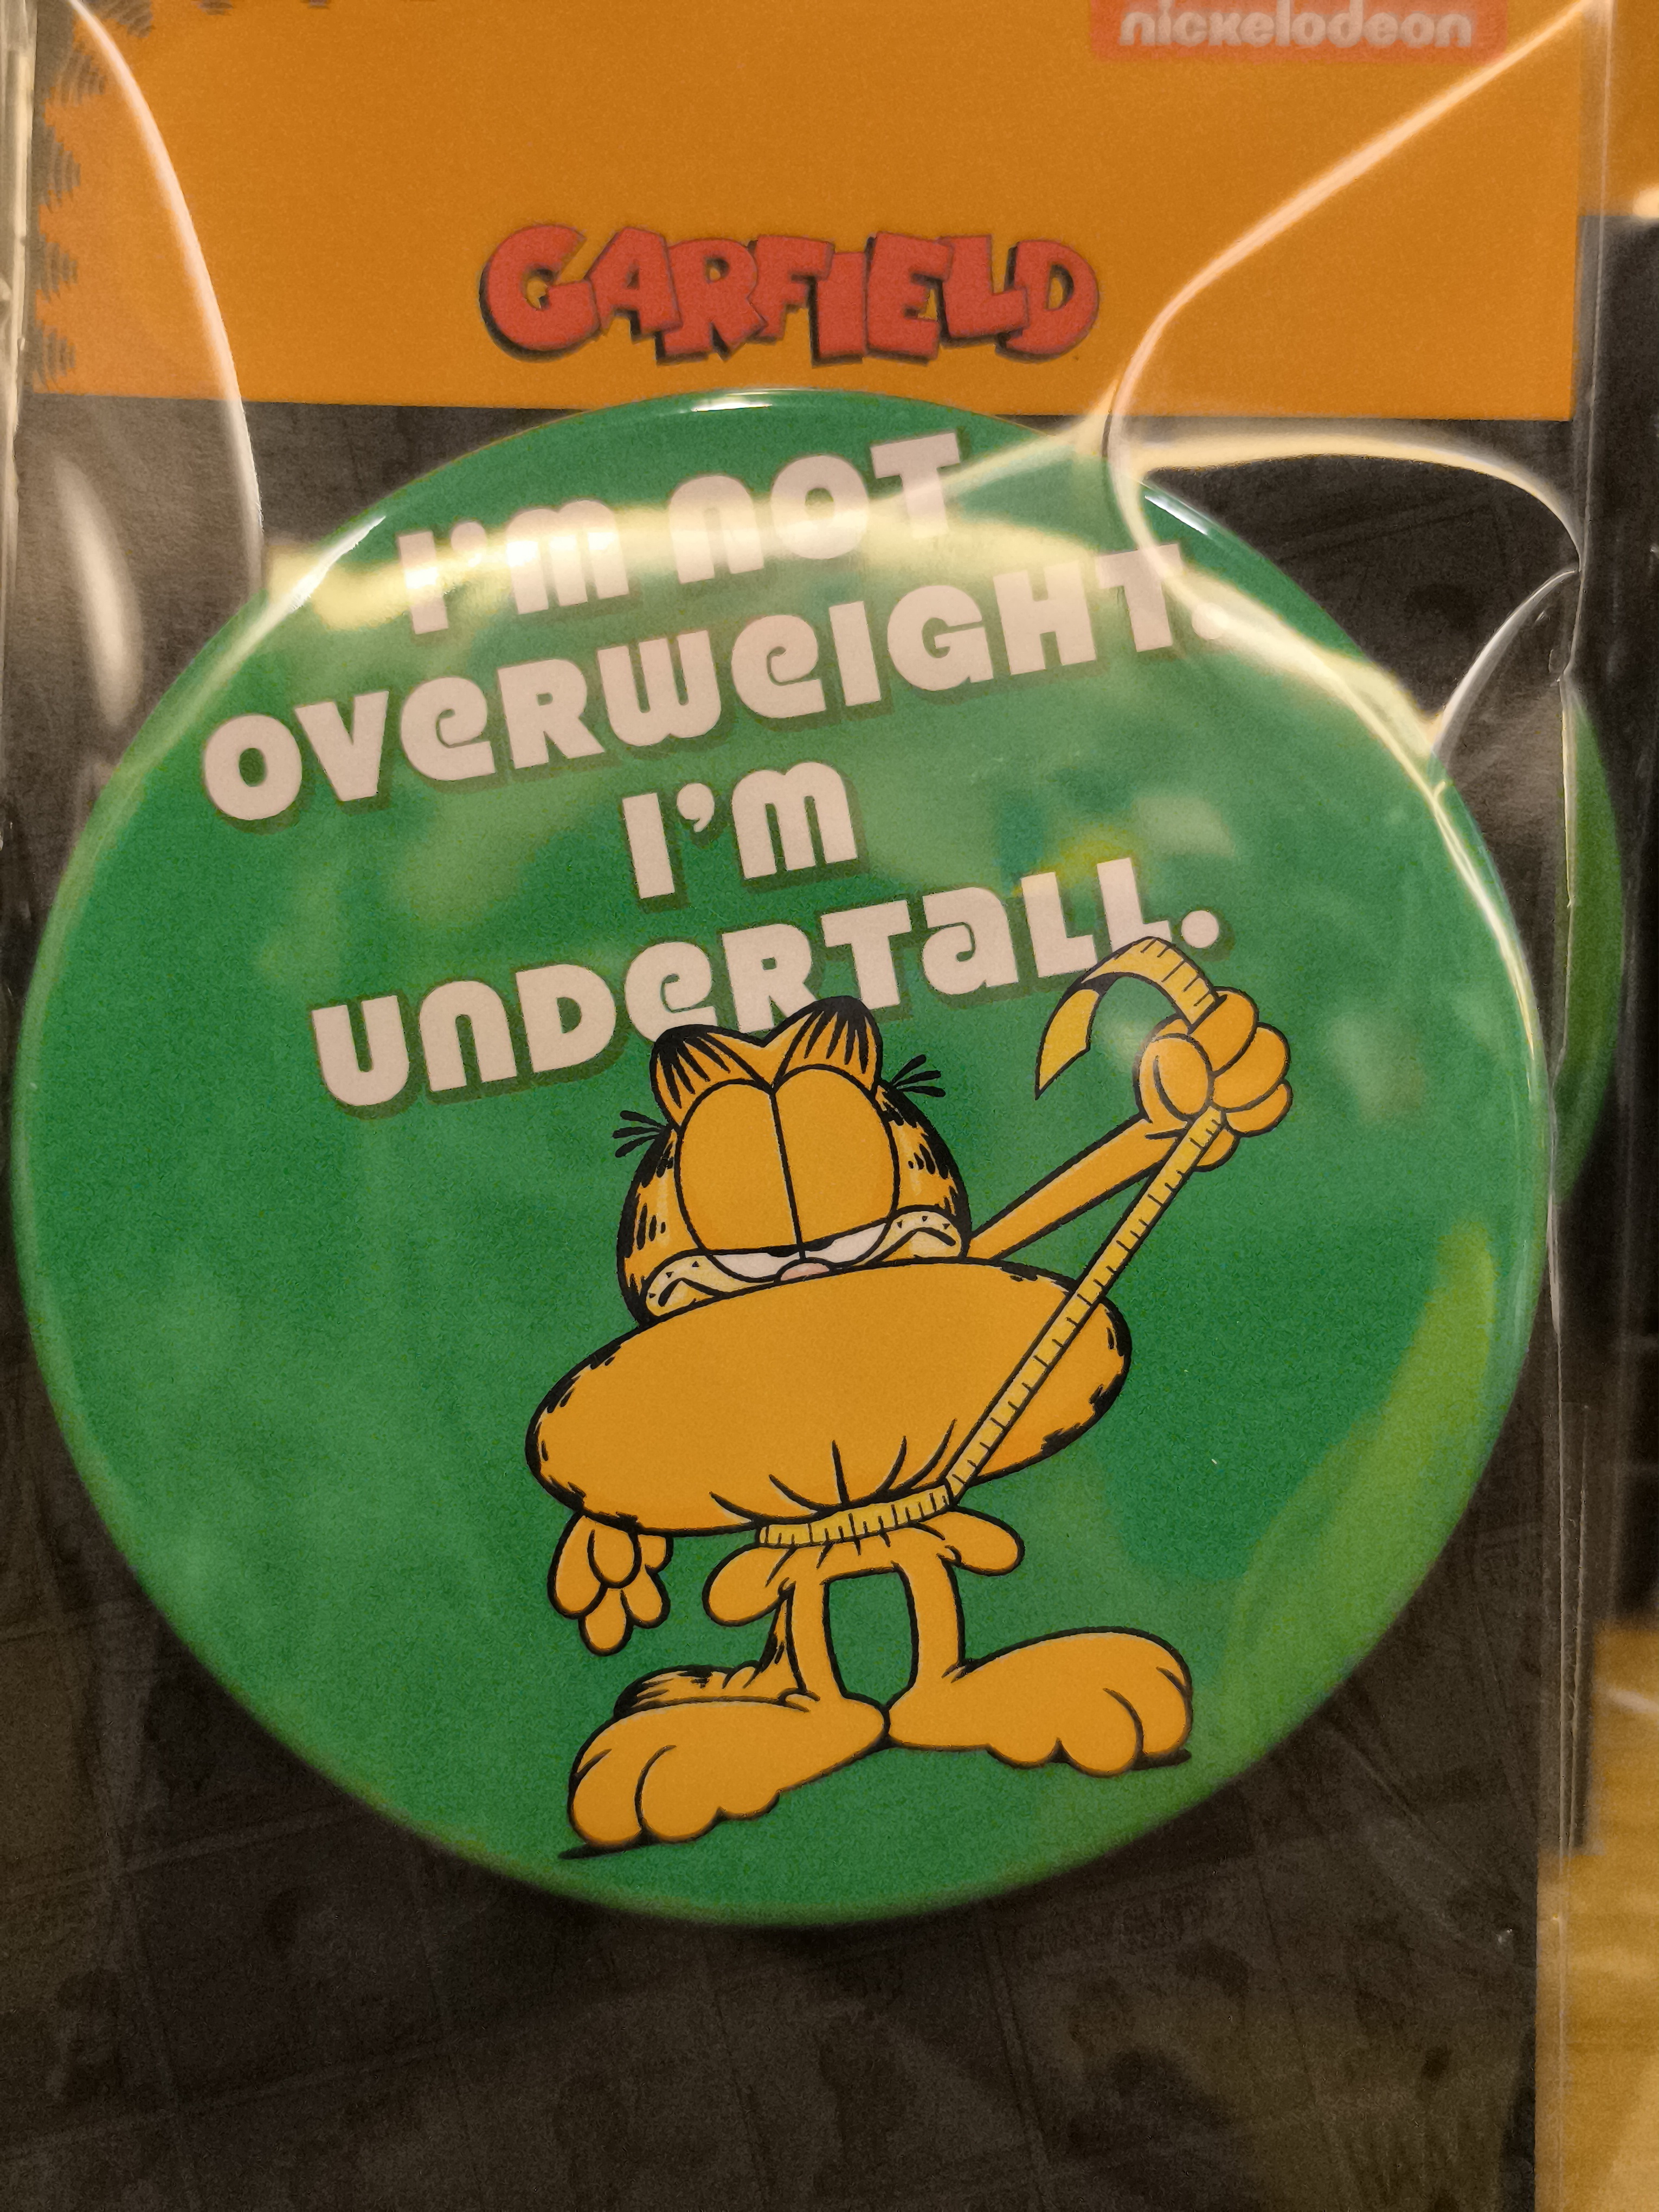 nickelodeon
GARFIELD
I'M NOT
OVERWEIGHT.
I'M
UNDERTALL.